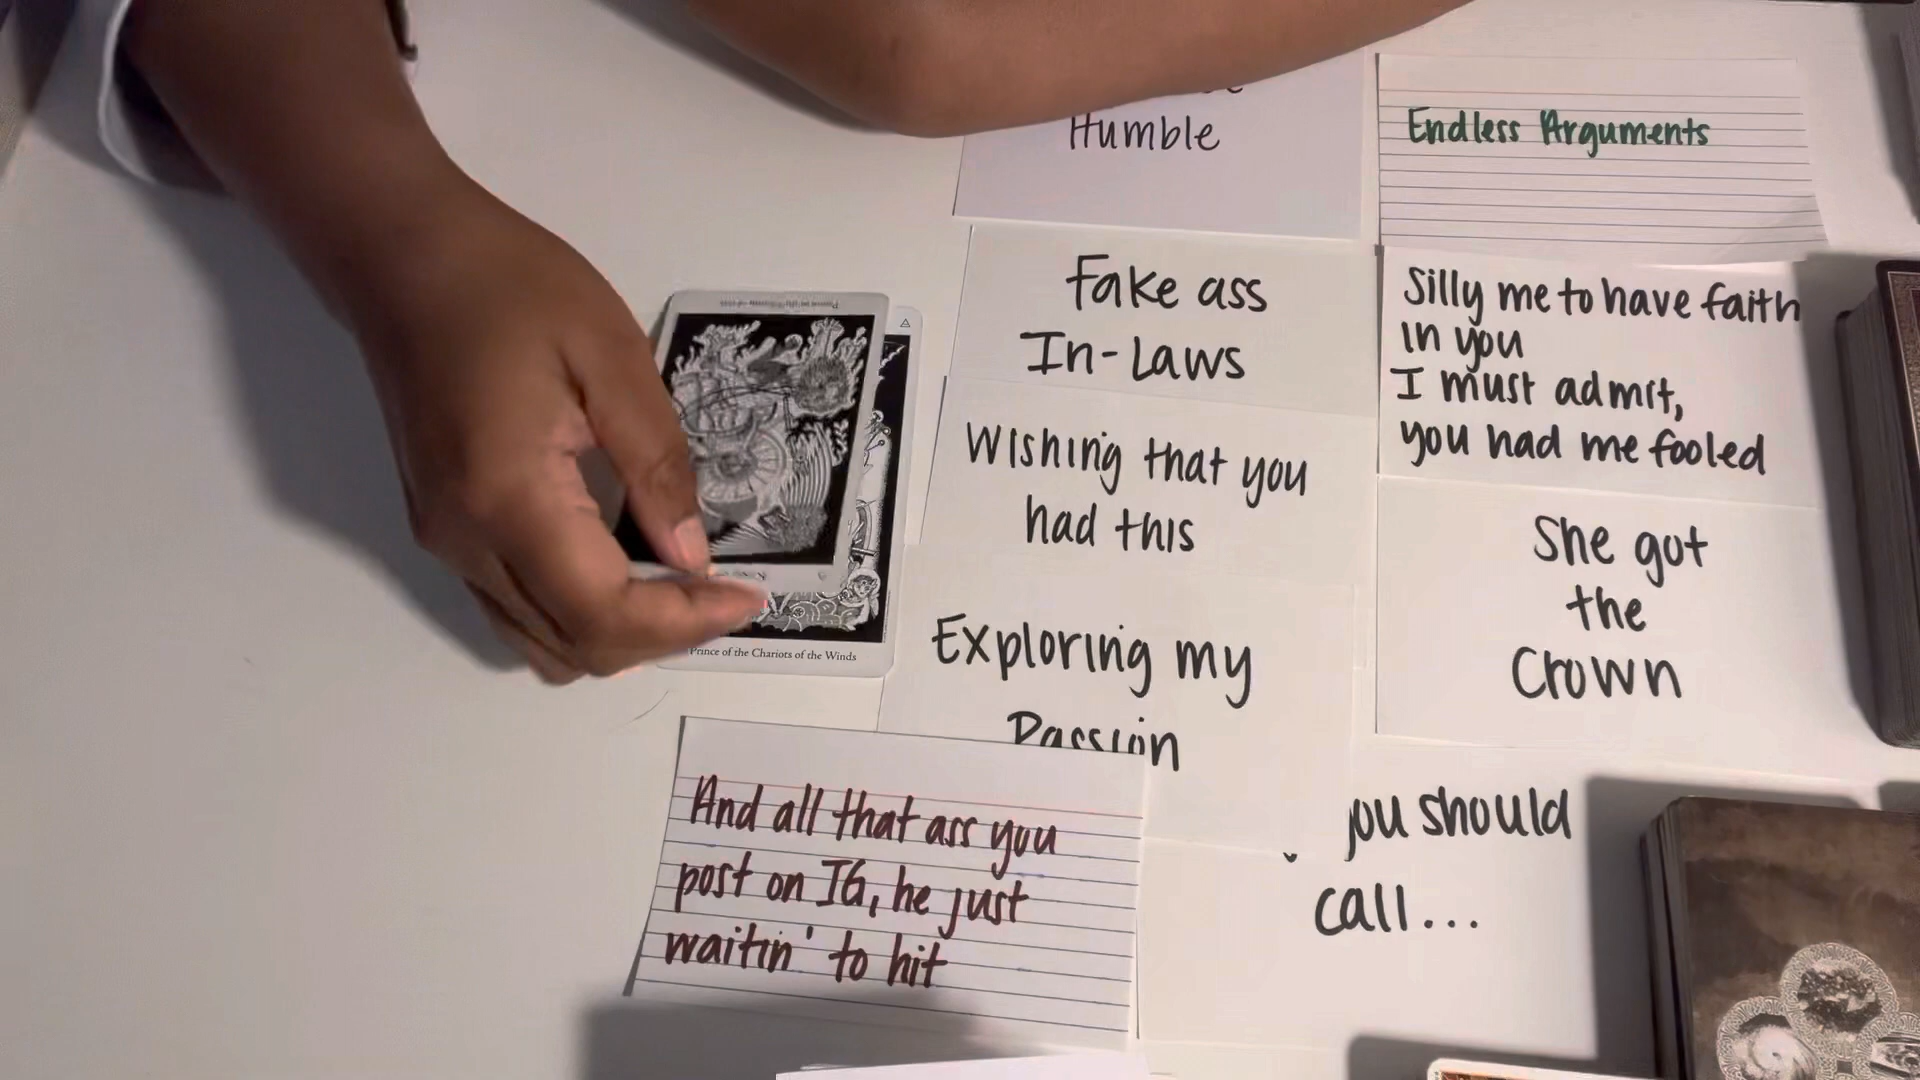 Humble
Endless Arguments
Fake ass
In-Laws
Silly me to have faith
in you
I must admit,
you had me fooled
Wishing that you
had this
She got
the
Crown
Exploring my
Passion
Prince of the Chariots of the Winds
And all that ass you
post on IG, he just
waitin' to hit
you should
call...